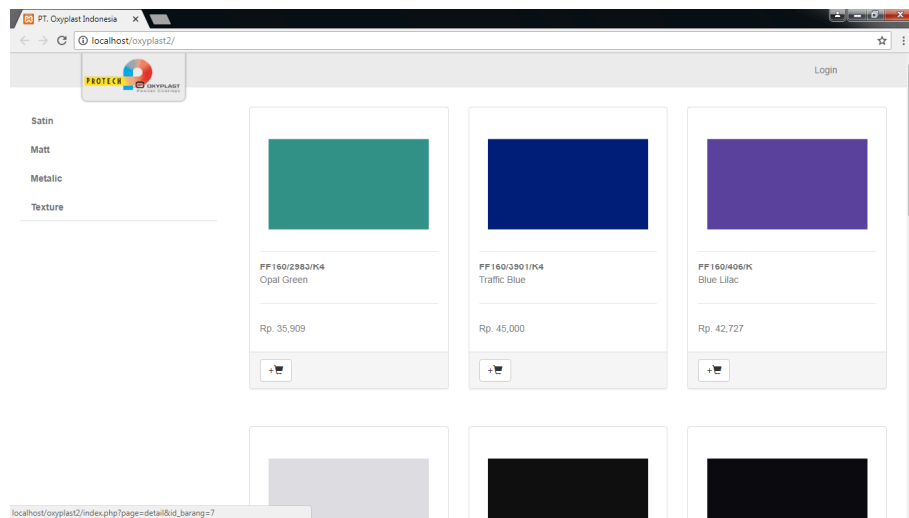 PT. Oxyplast Indonesia
localhost/oxyplast2/
PROTECH
OXYPLAST
Powder Coatings
Login
Satin
Matt
Metalic
Texture
FF160/2983/K4
Opal Green
Rp. 35,909
+
FF160/3901/K4
Traffic Blue
Rp. 45,000
+
FF160/406/K
Blue Lilac
Rp. 42,727
+
localhost/oxyplast2/index.php?page=detail&id_barang=7